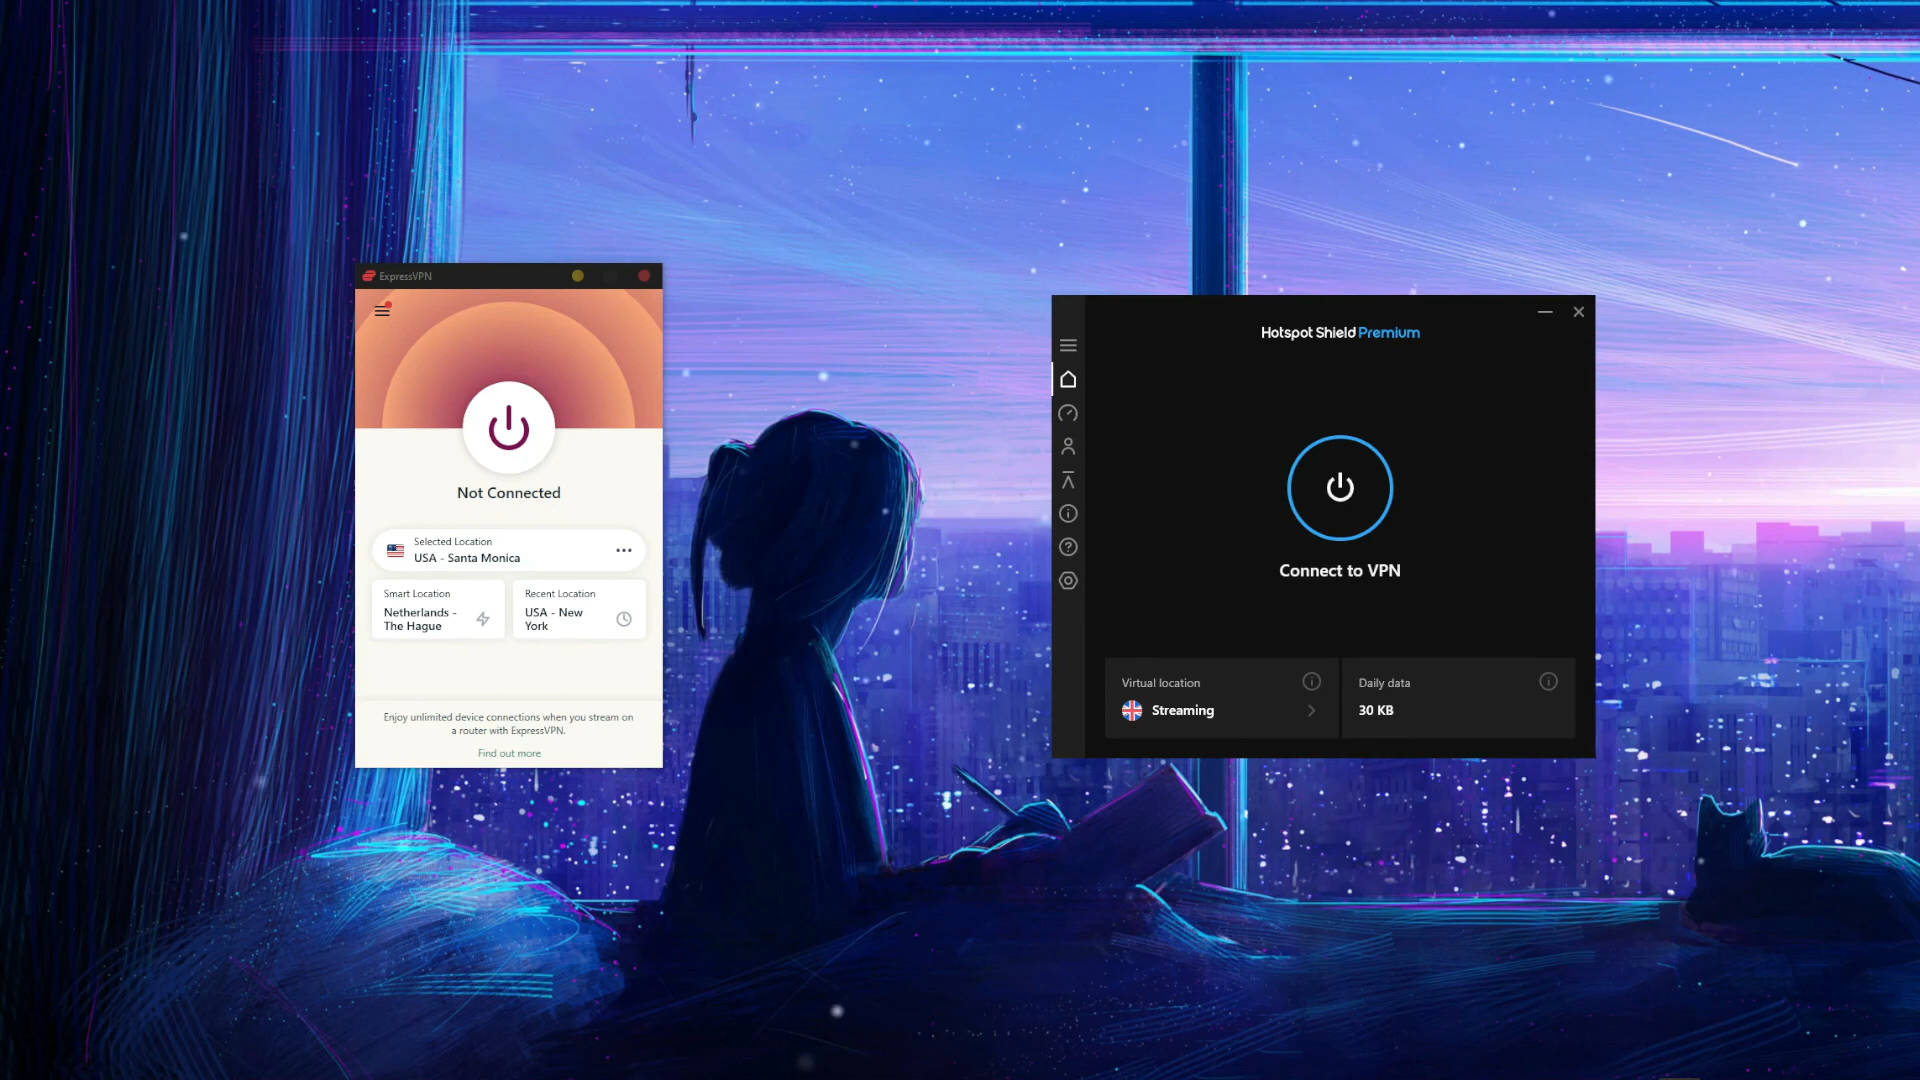 ExpressVPN
Not Connected
Selected Location
USA - Santa Monica
Smart Location
Netherlands -
The Hague
Recent Location
USA - New
York
Enjoy unlimited device connections when you stream on
a router with ExpressVPN.
Find out more
Hotspot Shield Premium
Connect to VPN
Virtual location
Streaming
Daily data
30 KB